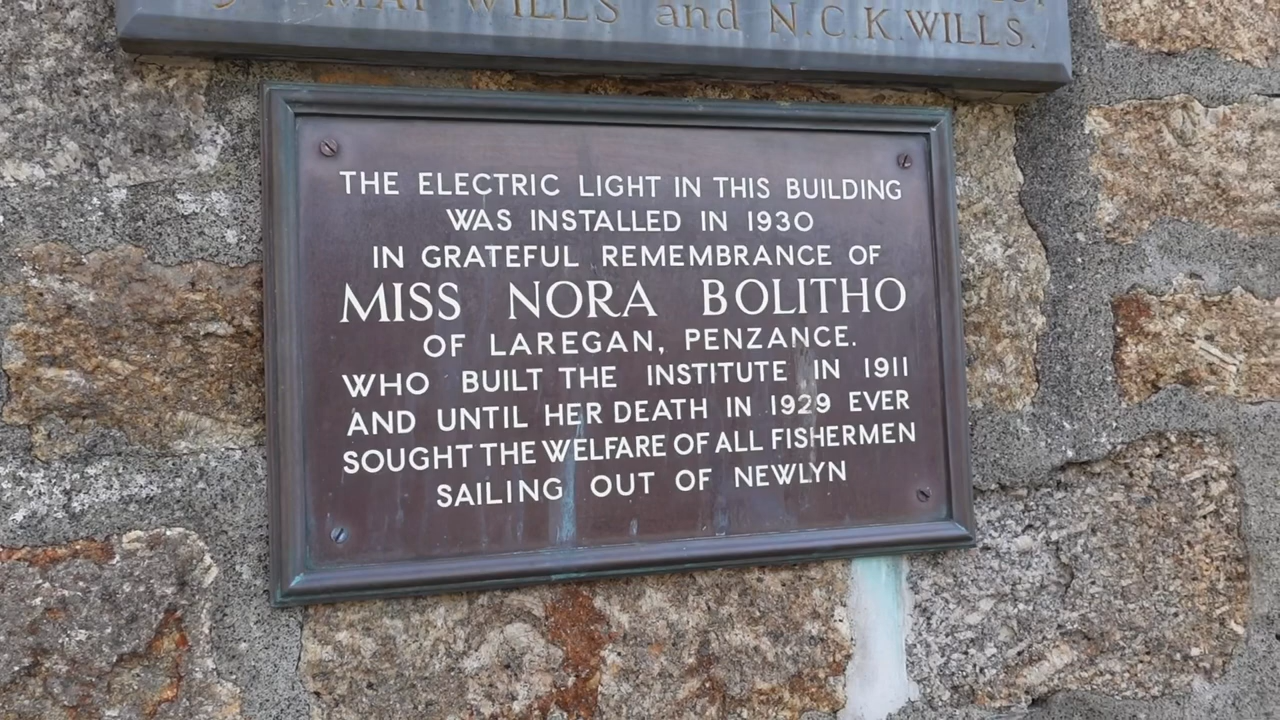 MAY WILLS and N.C.K.WILLS.
THE ELECTRIC LIGHT IN THIS BUILDING
WAS INSTALLED IN 1930
IN GRATEFUL REMEMBRANCE OF
MISS NORA BOLITHO
OF LAREGAN, PENZANCE.
WHO BUILT THE INSTITUTE IN 1911
AND UNTIL HER DEATH IN 1929 EVER
SOUGHT THE WELFARE OF ALL FISHERMEN
SAILING OUT OF NEWLYN